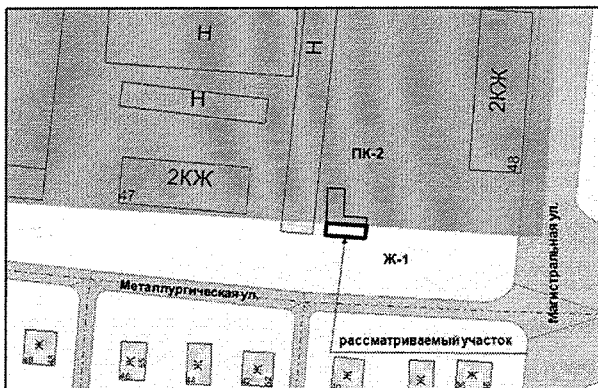 Н
Н
Н
2КЖ
ПК-2
2КЖ
47
48
Ж-1
Магистральная ул.
Металлургическая ул.
рассматриваемый участок
Ж
Ж
Ж
Ж
Ж
Ж
Ж